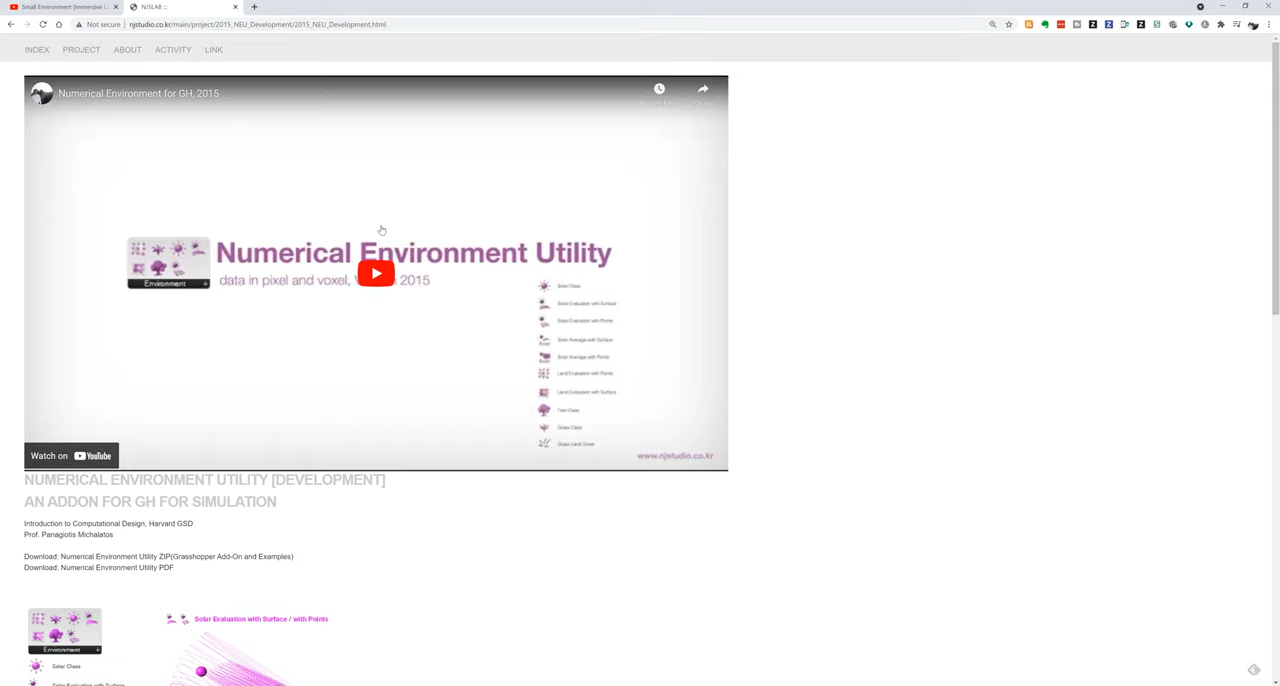 Small Environment [Immersive L
NJSLAB ::
Not secure
njstudio.co.kr/main/project/2015_NEU_Development/2015_NEU_Development.html
INDEX PROJECT ABOUT ACTIVITY LINK
Numerical Environment for GH, 2015
Watch later
Share
Numerical Environment Utility
Environment
data in pixel and voxel,
2015
Solar Class
Solar Evaluation with Surface
Solar Evaluation with Points
Solar Average with Surface
Solar Average with Points
Land Evaluation with Points
Land Evaluation with Surface
Tree Class
Grass Class
Grass Land Cover
Watch on YouTube
www.njstudio.co.kr
NUMERICAL ENVIRONMENT UTILITY [DEVELOPMENT]
AN ADDON FOR GH FOR SIMULATION
Introduction to Computational Design, Harvard GSD
Prof. Panagiotis Michalatos
Download: Numerical Environment Utility ZIP(Grasshopper Add-On and Examples)
Download: Numerical Environment Utility PDF
Solar Evaluation with Surface / with Points
Environment
Solar Class
Solar Evaluation with Surface